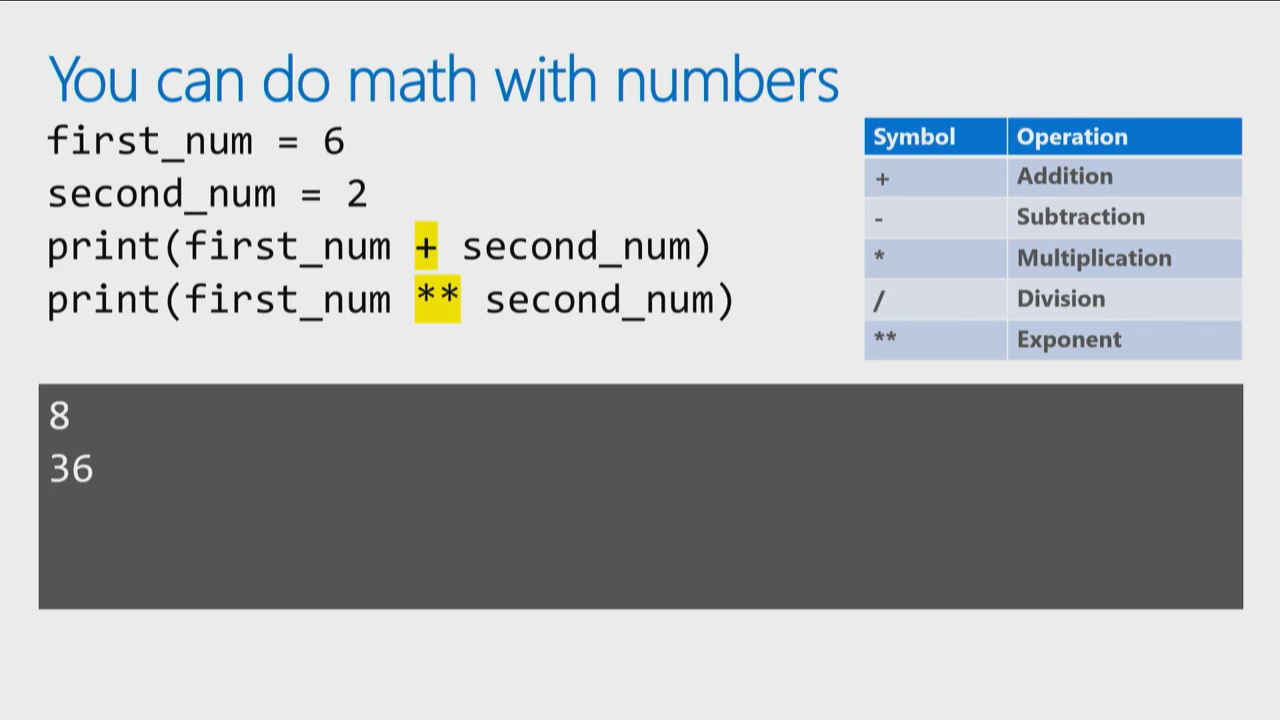 You can do math with numbers
first_num = 6
second_num = 2
print(first_num + second_num)
print(first_num ** second_num)
Symbol Operation
+ Addition
- Subtraction
* Multiplication
/ Division
** Exponent
8
36